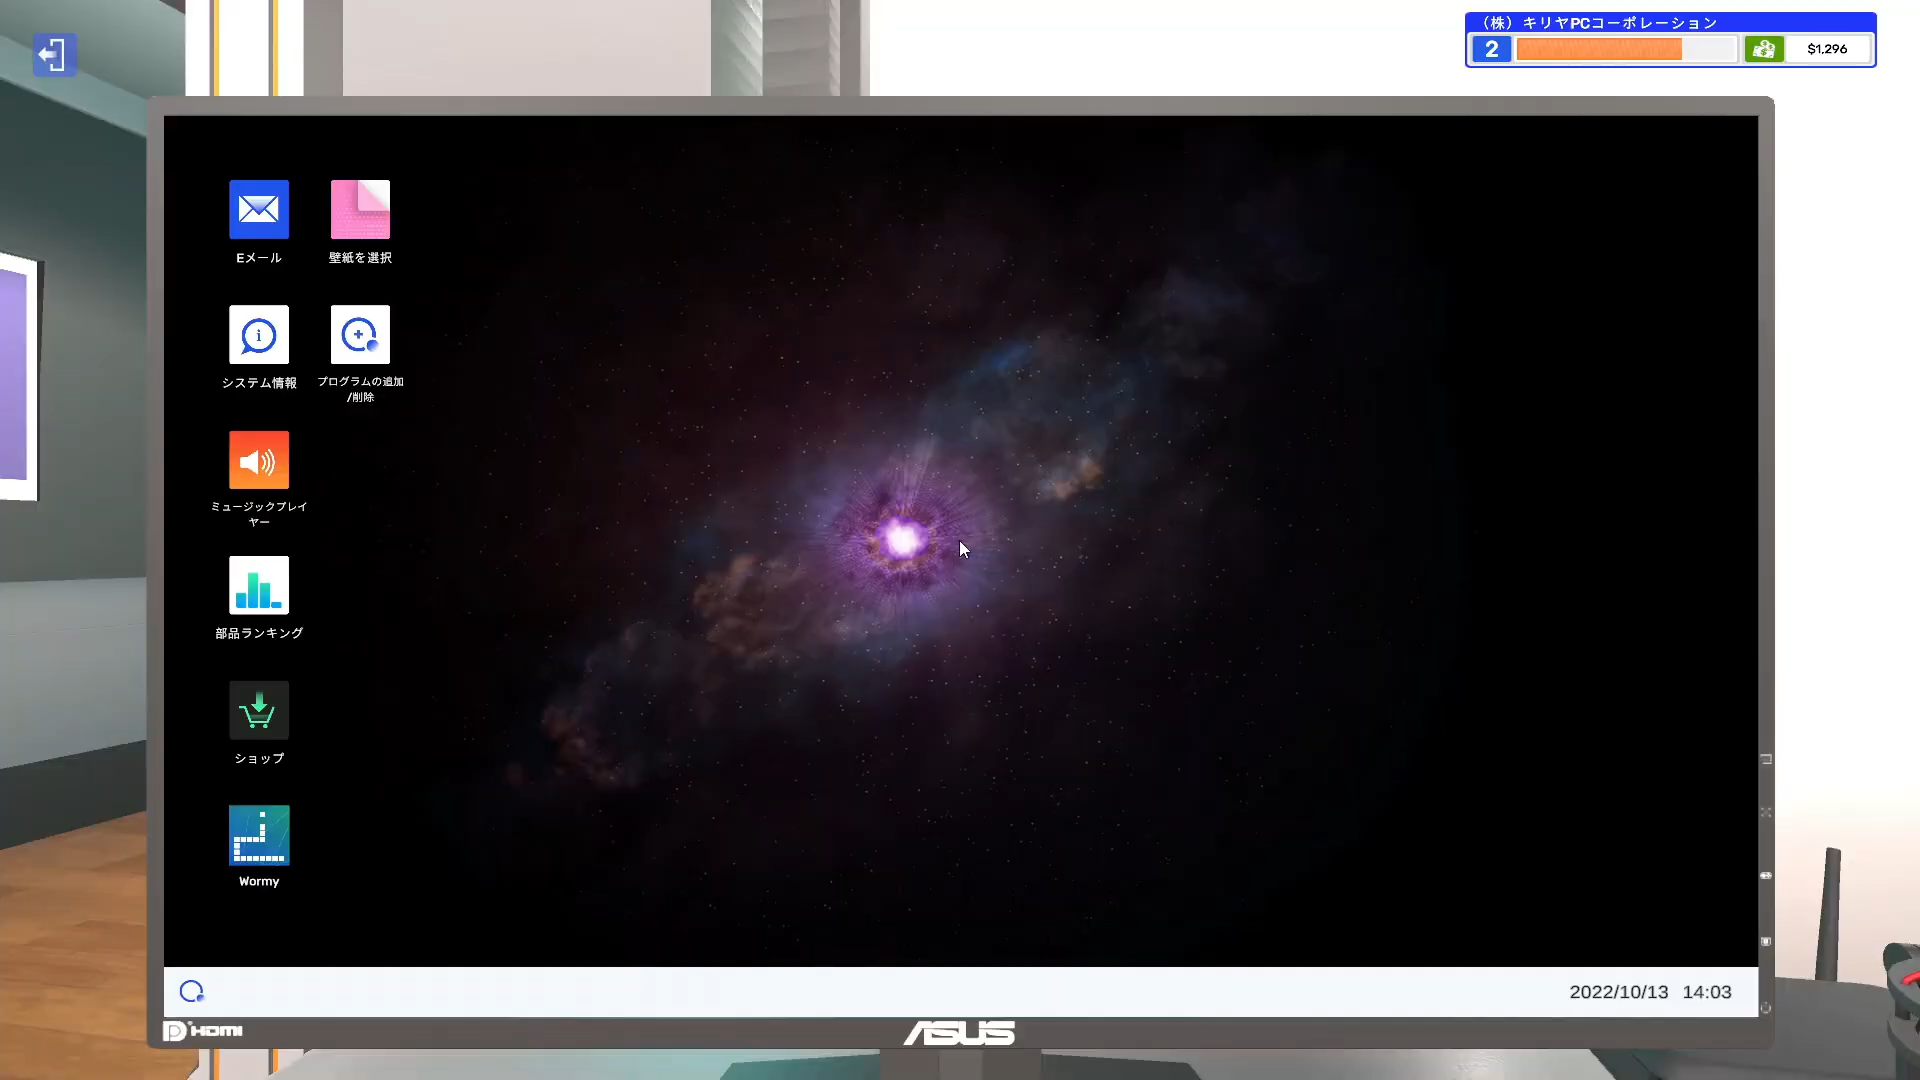 （株）キリヤPCコーポレーション
2
$1,296
Eメール
壁紙を選択
i
システム情報
プログラムの追加
/削除
ミュージックプレイ
ヤー
部品ランキング
ショップ
Wormy
2022/10/13 14:03
HDMI
ASUS